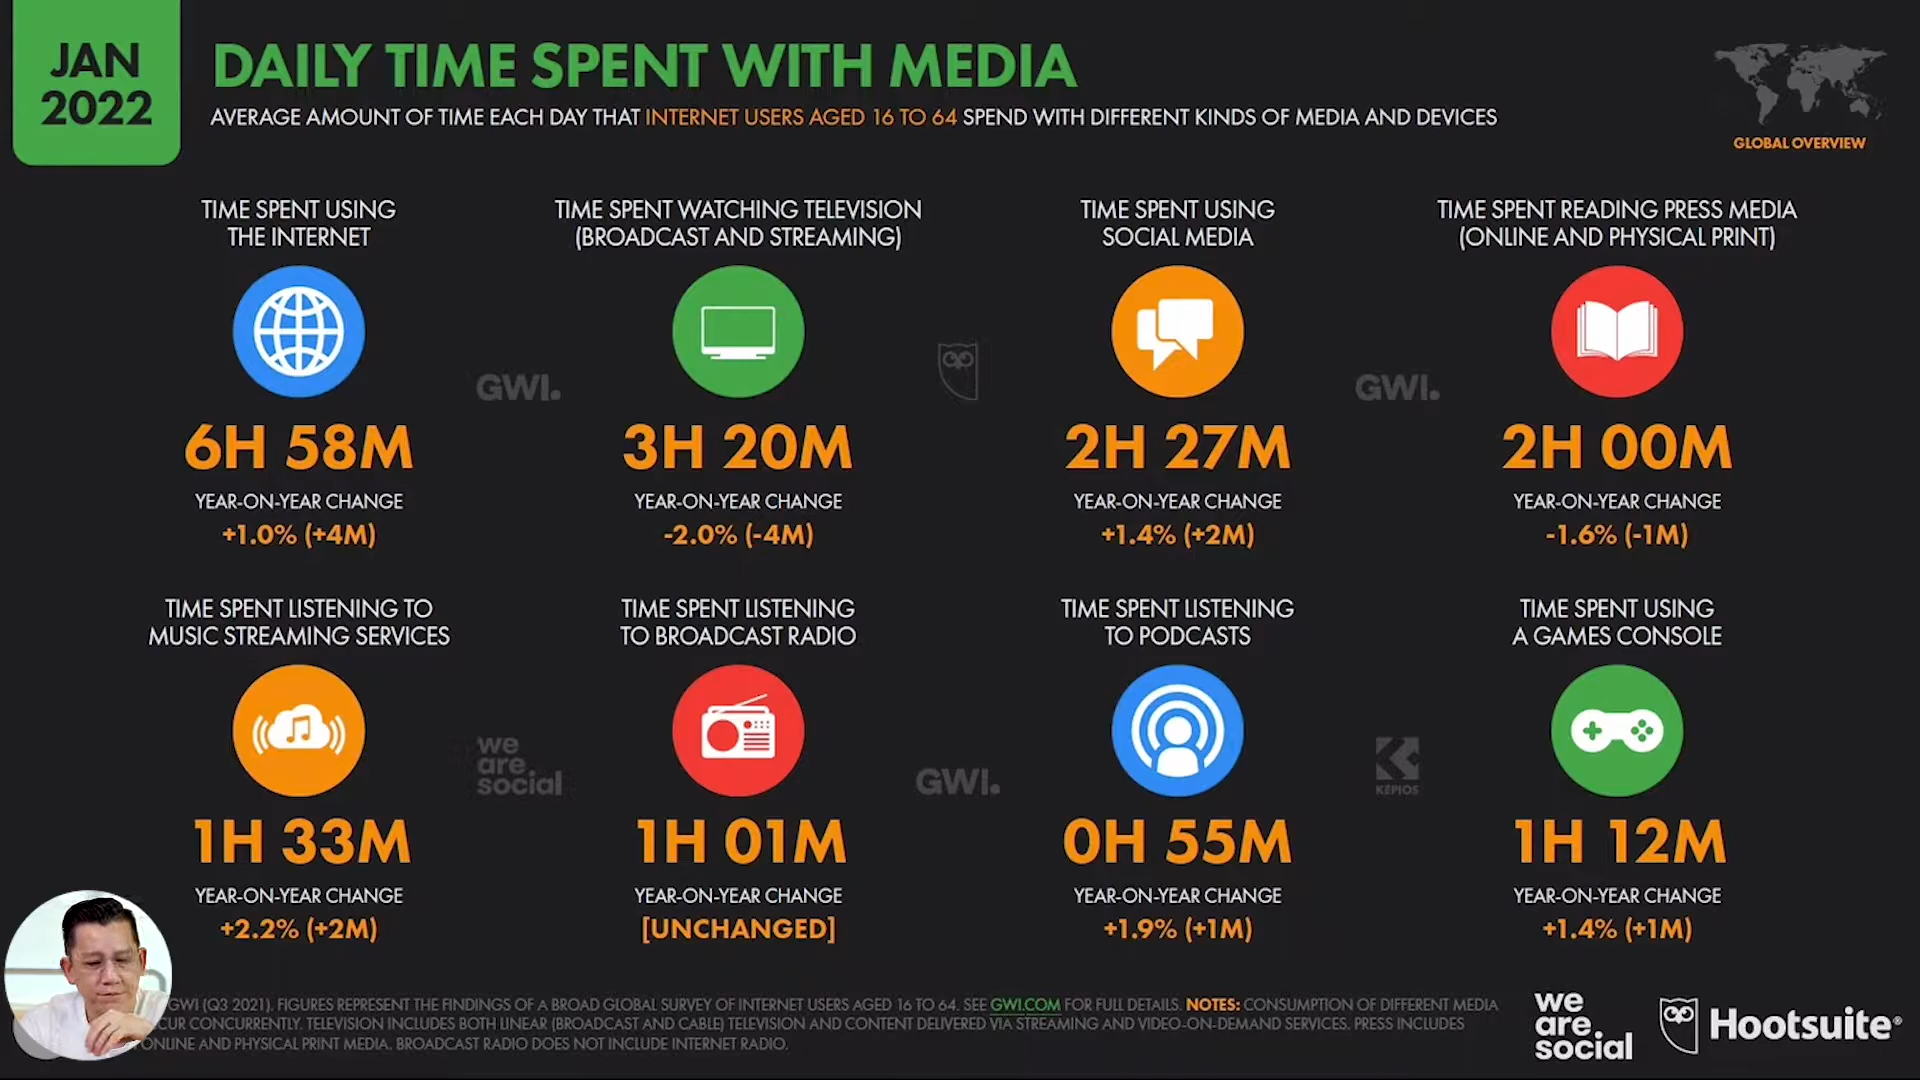 JAN
2022
DAILY TIME SPENT WITH MEDIA
AVERAGE AMOUNT OF TIME EACH DAY THAT INTERNET USERS AGED 16 TO 64 SPEND WITH DIFFERENT KINDS OF MEDIA AND DEVICES
GLOBAL OVERVIEW
TIME SPENT USING
THE INTERNET
6H 58M
YEAR-ON-YEAR CHANGE
+1.0% (+4M)
TIME SPENT WATCHING TELEVISION
(BROADCAST AND STREAMING)
3H 20M
YEAR-ON-YEAR CHANGE
-2.0% (-4M)
TIME SPENT USING
SOCIAL MEDIA
2H 27M
YEAR-ON-YEAR CHANGE
+1.4% (+2M)
TIME SPENT READING PRESS MEDIA
(ONLINE AND PHYSICAL PRINT)
2H 00M
YEAR-ON-YEAR CHANGE
-1.6% (-1M)
GWI.
GWI.
TIME SPENT LISTENING TO
MUSIC STREAMING SERVICES
1H 33M
YEAR-ON-YEAR CHANGE
+2.2% (+2M)
TIME SPENT LISTENING
TO BROADCAST RADIO
1H 01M
YEAR-ON-YEAR CHANGE
[UNCHANGED]
TIME SPENT LISTENING
TO PODCASTS
0H 55M
YEAR-ON-YEAR CHANGE
+1.9% (+1M)
TIME SPENT USING
A GAMES CONSOLE
1H 12M
YEAR-ON-YEAR CHANGE
+1.4% (+1M)
we
are.
social
GWI.
KEPIOS
GWI (Q3 2021). FIGURES REPRESENT THE FINDINGS OF A BROAD GLOBAL SURVEY OF INTERNET USERS AGED 16 TO 64. SEE GWI.COM FOR FULL DETAILS. NOTES: CONSUMPTION OF DIFFERENT MEDIA
CONCURRENTLY. TELEVISION INCLUDES BOTH LINEAR (BROADCAST AND CABLE) TELEVISION AND CONTENT DELIVERED VIA STREAMING AND VIDEO-ON-DEMAND SERVICES. PRESS INCLUDES
ONLINE AND PHYSICAL PRINT MEDIA. BROADCAST RADIO DOES NOT INCLUDE INTERNET RADIO.
we
are.
social
Hootsuite®